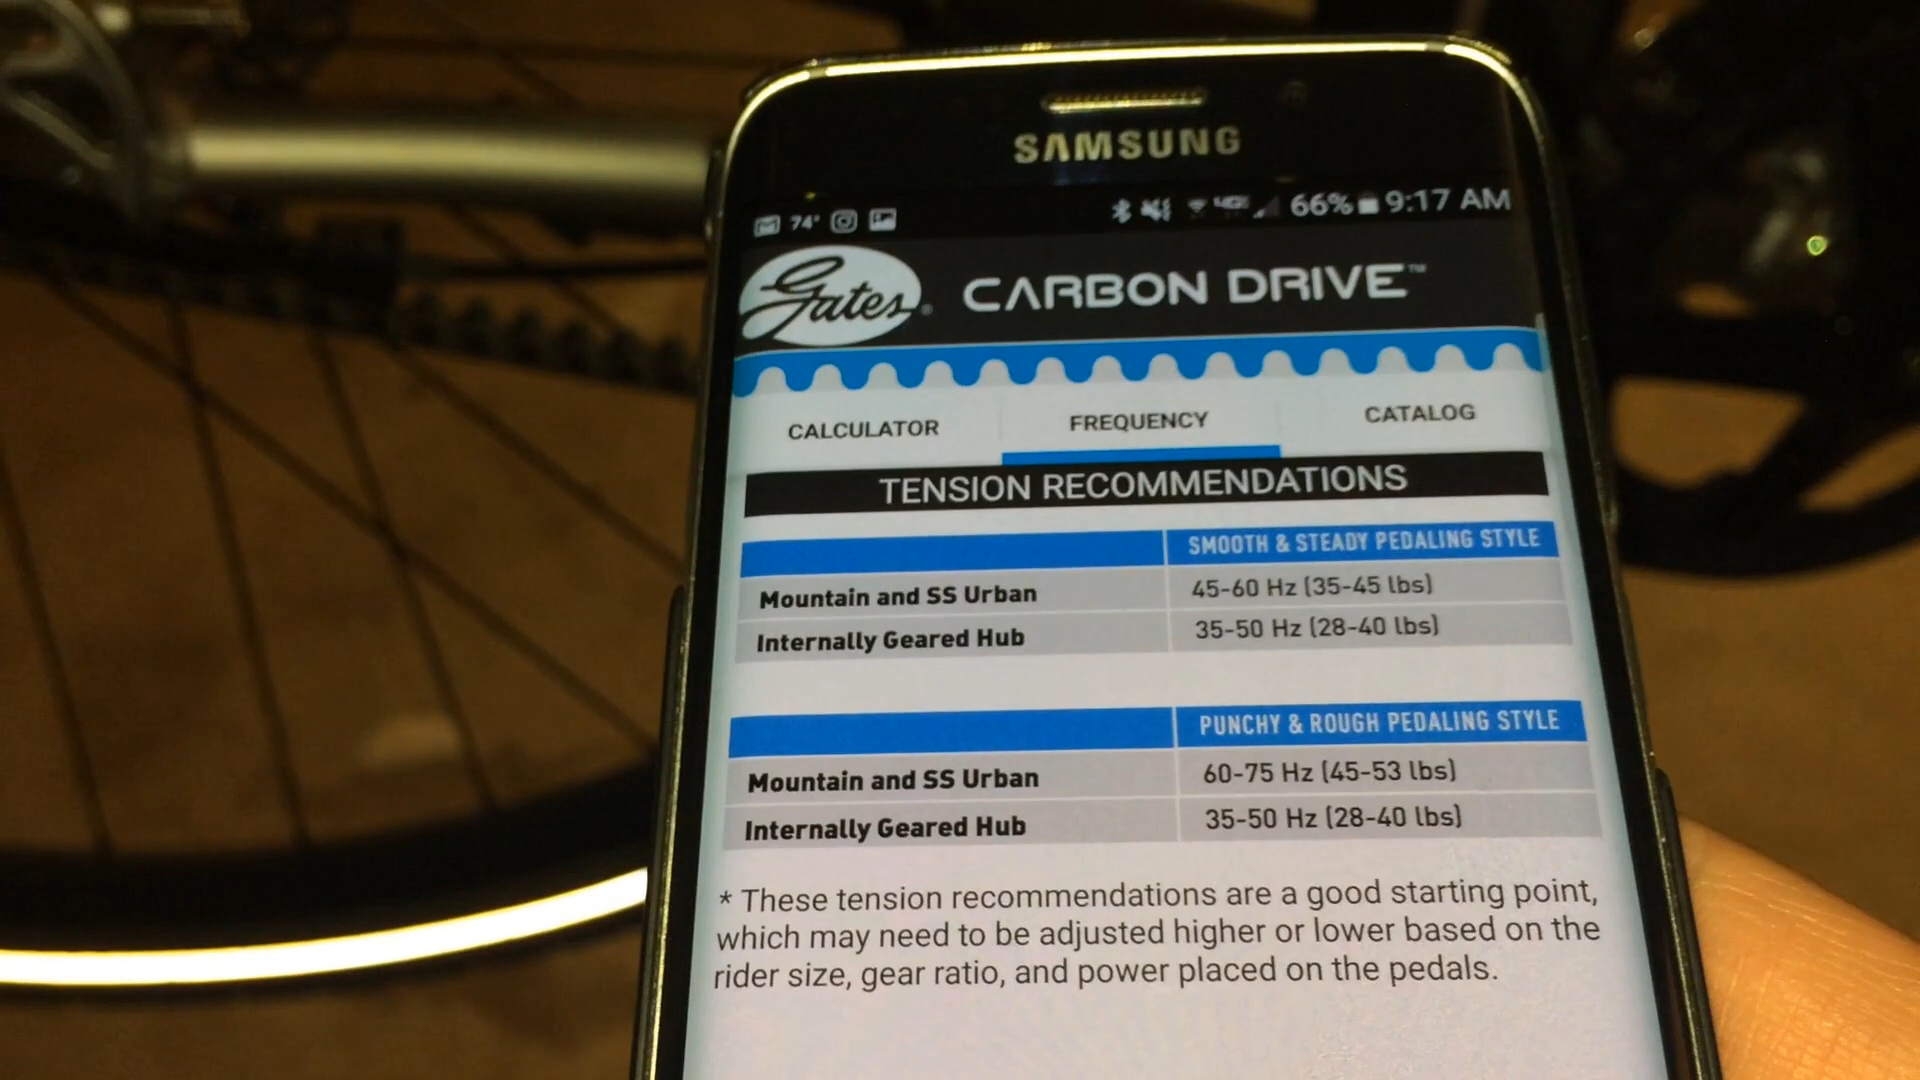 SAMSUNG
74° 66% 9:17 AM
Gates® CARBON DRIVE™
CALCULATOR FREQUENCY CATALOG
TENSION RECOMMENDATIONS
SMOOTH & STEADY PEDALING STYLE
Mountain and SS Urban 45-60 Hz (35-45 lbs)
Internally Geared Hub 35-50 Hz (28-40 lbs)
PUNCHY & ROUGH PEDALING STYLE
Mountain and SS Urban 60-75 Hz (45-53 lbs)
Internally Geared Hub 35-50 Hz (28-40 lbs)
* These tension recommendations are a good starting point,
which may need to be adjusted higher or lower based on the
rider size, gear ratio, and power placed on the pedals.